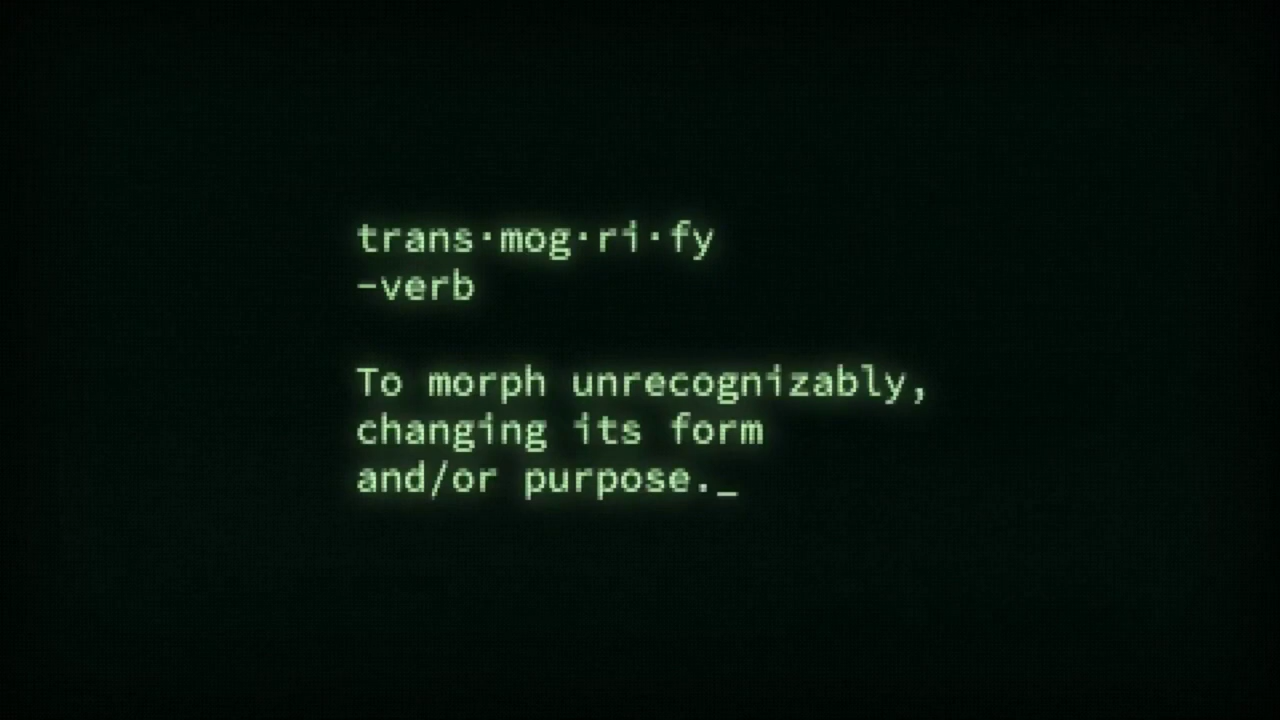 trans·mog·ri·fy
–verb
To morph unrecognizably,
changing its form
and/or purpose._